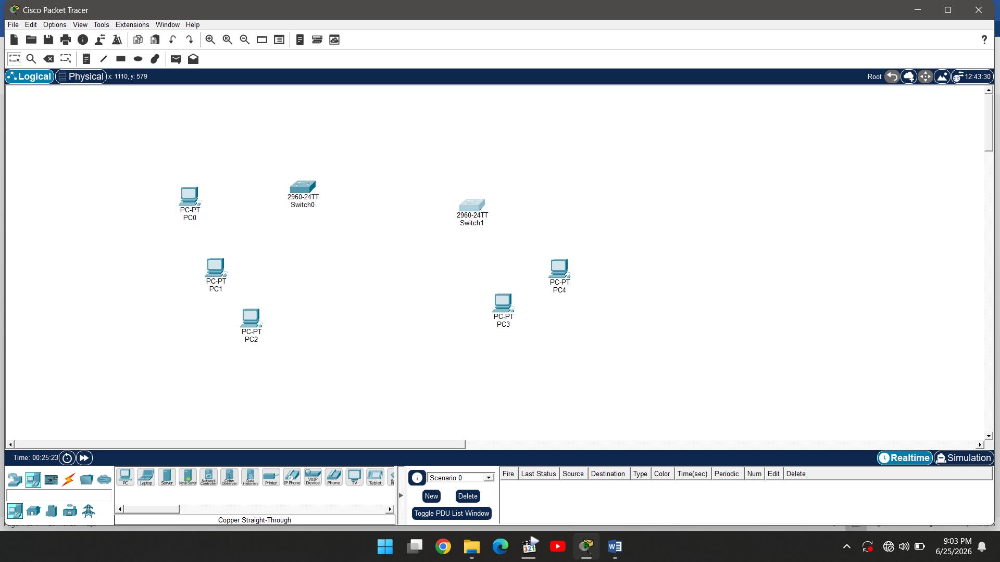 Cisco Packet Tracer
File Edit Options View Tools Extensions Window Help
?
Logical Physical x: 1110, y: 579 Root 12:43:30
PC-PT
PC0
2960-24TT
Switch0
2960-24TT
Switch1
PC-PT
PC1
PC-PT
PC4
PC-PT
PC3
PC-PT
PC2
Time: 00:25:23 Realtime Simulation
PC Laptop Server Meraki Server Network Controller Cyber Observer Data Historian Printer IP Phone VoIP Device Phone TV Tablet
Copper Straight-Through
Scenario 0
New Delete
Toggle PDU List Window
Fire Last Status Source Destination Type Color Time(sec) Periodic Num Edit Delete
321
W
9:03 PM
6/25/2026